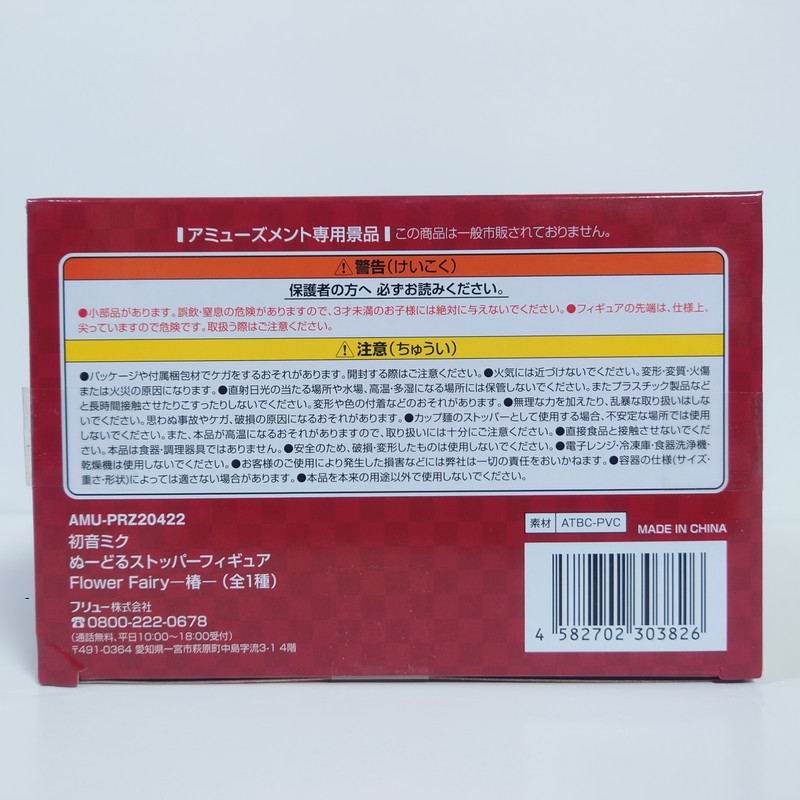 アミューズメント専用景品 この商品は一般市販されておりません。
⚠警告(けいこく)
保護者の方へ 必ずお読みください。
●小部品があります。誤飲・窒息の危険がありますので、3才未満のお子様には絶対に与えないでください。●フィギュアの先端は、仕様上、
尖っていますので危険です。取扱う際はご注意ください。
⚠注意(ちゅうい)
●パッケージや付属梱包材でケガをするおそれがあります。開封する際はご注意ください。●火気には近づけないでください。変形・変質・火傷
または火災の原因になります。●直射日光の当たる場所や水場、高温・多湿になる場所には保管しないでください。またプラスチック製品など
と長時間接触させたりこすったりしないでください。変形や色の付着などのおそれがあります。●無理な力を加えたり、乱暴な取り扱いはしな
いでください。思わぬ事故やケガ、破損の原因になるおそれがあります。●カップ麺のストッパーとして使用する場合、不安定な場所では使用
しないでください。また、本品が高温になるおそれがありますので、取り扱いには十分にご注意ください。●直接食品と接触させないでくださ
い。本品は食器・調理器具ではありません。●安全のため、破損・変形したものは使用しないでください。●電子レンジ・冷凍庫・食器洗浄機・
乾燥機は使用しないでください。●お客様のご使用により発生した損害などには弊社は一切の責任をおいかねます。●容器の仕様(サイズ・
重さ・形状)によっては適さない場合があります。●本品を本来の用途以外で使用しないでください。
AMU-PRZ20422
初音ミク
ぬーどるストッパーフィギュア
Flower Fairy―椿―(全1種)
フリュー株式会社
☎0800-222-0678
(通話無料、平日10:00〜18:00受付)
〒491-0364 愛知県一宮市萩原町中島字流3-1 4階
素材 ATBC-PVC
MADE IN CHINA
4 582702 303826